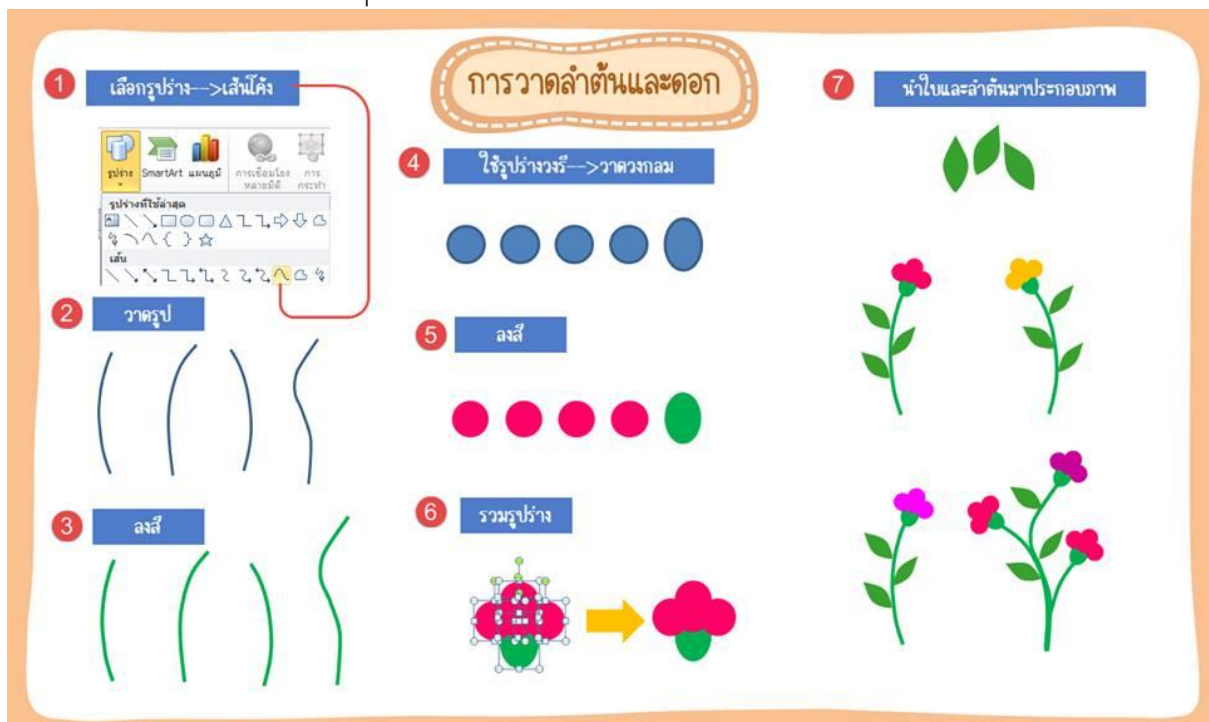 การวาดลำต้นและดอก
1
เลือกรูปร่าง-->เส้นโค้ง
รูปร่าง
SmartArt
แผนภูมิ
การเชื่อมโยง
หลายมิติ
การ
กระทำ
รูปร่างที่ใช้ล่าสุด
เส้น
2
วาดรูป
3
ลงสี
4
ใช้รูปร่างวงรี-->วาดวงกลม
5
ลงสี
6
รวมรูปร่าง
7
นำใบและลำต้นมาประกอบภาพ